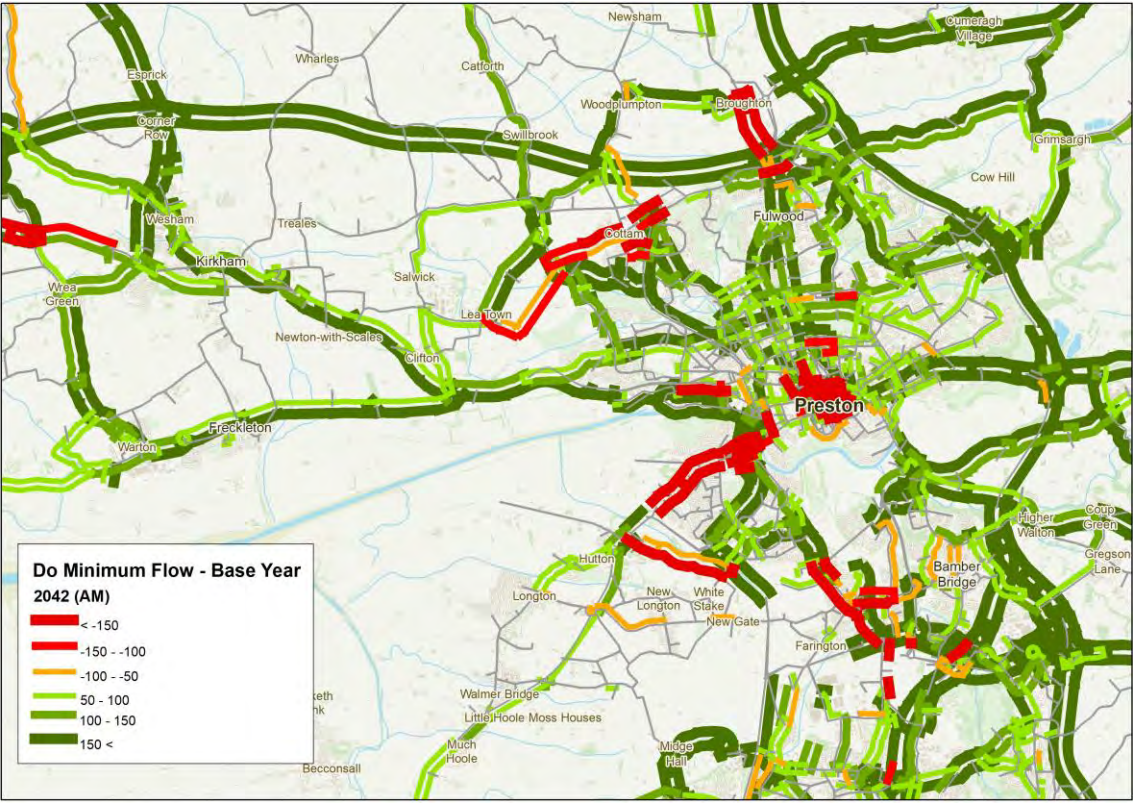 Newsham
Cumeragh
Village
Wharles
Catforth
Esprick
Woodplumpton
Broughton
Corner
Row
Swillbrook
Grimsargh
Cow Hill
Wesham
Treales
Fulwood
Cottam
Kirkham
Salwick
Wrea
Green
Lea Town
Newton-with-Scales
Clifton
Preston
Freckleton
Warton
Higher
Walton
Coup
Green
Gregson
Lane
Hutton
Bamber
Bridge
Longton
New
Longton
White
Stake
New Gate
Farington
Walmer Bridge
Little Hoole Moss Houses
Much
Hoole
Midge
Hall
Becconsall
keth
nk
Do Minimum Flow - Base Year
2042 (AM)
< -150
-150 - -100
-100 - -50
50 - 100
100 - 150
150 <